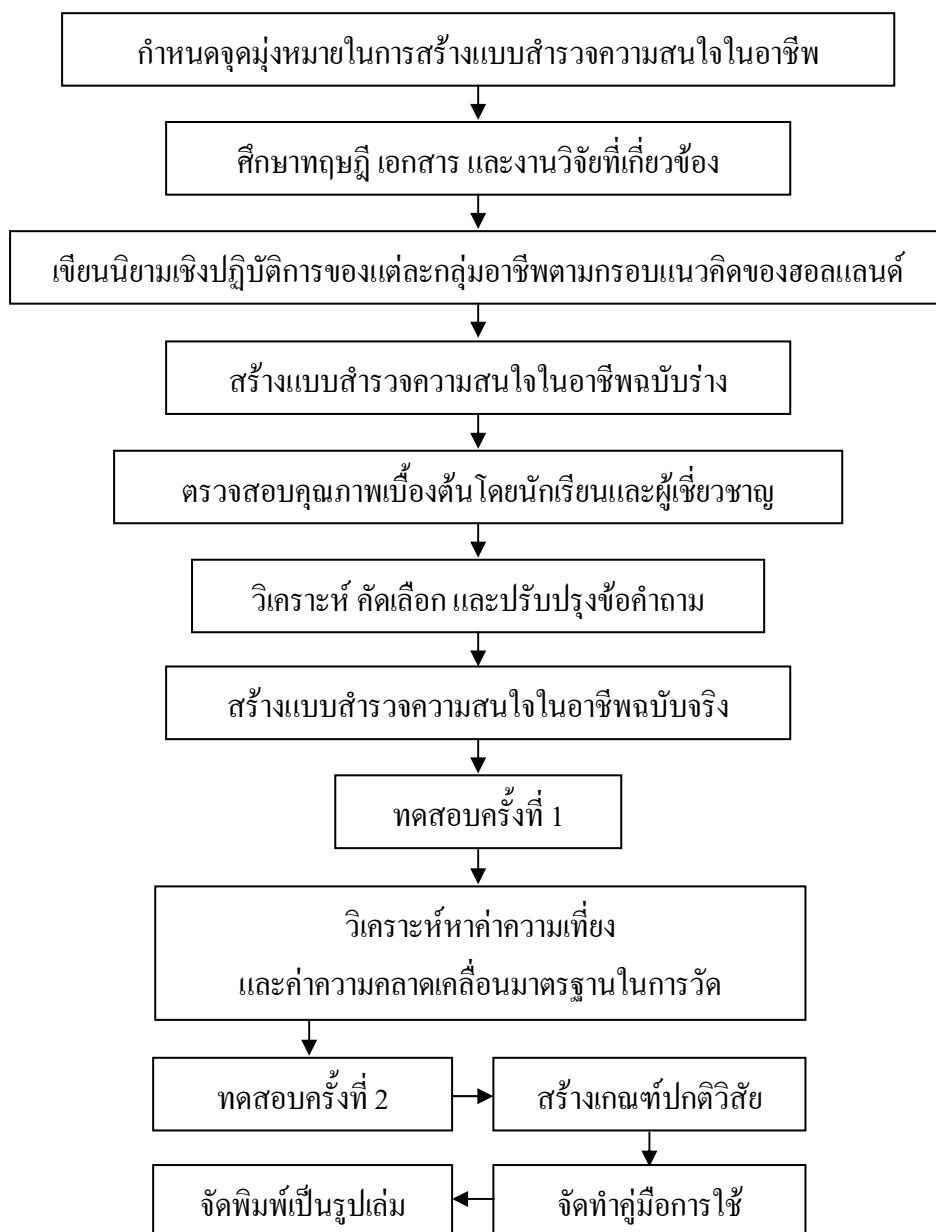 กำหนดจุดมุ่งหมายในการสร้างแบบสำรวจความสนใจในอาชีพ
ศึกษาทฤษฎี เอกสาร และงานวิจัยที่เกี่ยวข้อง
เขียนนิยามเชิงปฏิบัติการของแต่ละกลุ่มอาชีพตามกรอบแนวคิดของฮอลแลนด์
สร้างแบบสำรวจความสนใจในอาชีพฉบับร่าง
ตรวจสอบคุณภาพเบื้องต้นโดยนักเรียนและผู้เชี่ยวชาญ
วิเคราะห์ คัดเลือก และปรับปรุงข้อคำถาม
สร้างแบบสำรวจความสนใจในอาชีพฉบับจริง
ทดสอบครั้งที่ 1
วิเคราะห์หาค่าความเที่ยง
และค่าความคลาดเคลื่อนมาตรฐานในการวัด
ทดสอบครั้งที่ 2
สร้างเกณฑ์ปกติวิสัย
จัดทำคู่มือการใช้
จัดพิมพ์เป็นรูปเล่ม